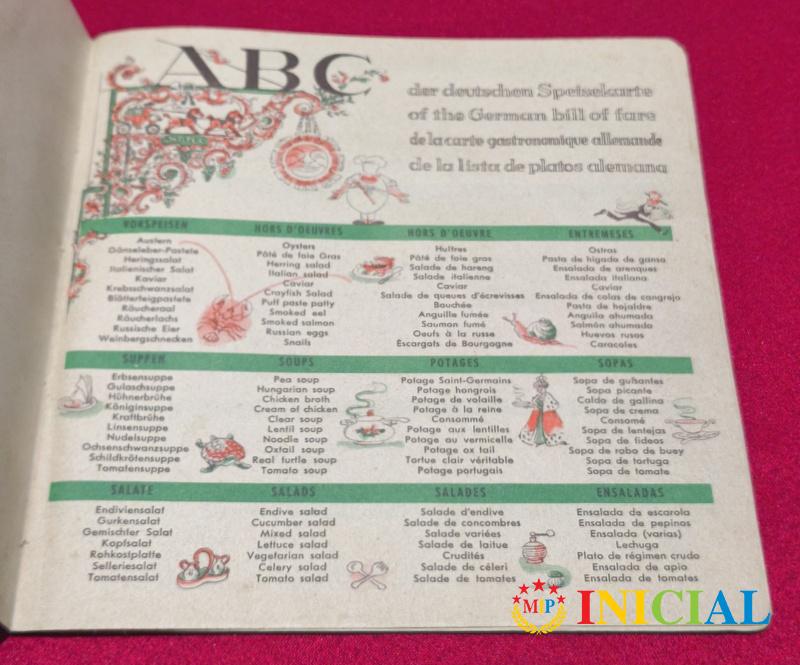 ABC
der deutschen Speisekarte
of the German bill of fare
de la carte gastronomique allemande
de la lista de platos alemana
VORSPEISEN
Austern
Gänseleber-Pastete
Heringssalat
Italienischer Salat
Kaviar
Krebsschwanzsalat
Blätterteigpastete
Räucheraal
Räucherlachs
Russische Eier
Weinbergschnecken
HORS D'OEUVRES
Oysters
Pâté de foie Gras
Herring salad
Italian salad
Caviar
Crayfish Salad
Puff paste patty
Smoked eel
Smoked salmon
Russian eggs
Snails
HORS D'OEUVRE
Huîtres
Pâté de foie gras
Salade de hareng
Salade italienne
Caviar
Salade de queues d'écrevisses
Bouchée
Anguille fumée
Saumon fumé
Oeufs à la russe
Escargots de Bourgogne
ENTREMESES
Ostras
Pasta de higado de gansa
Ensalada de arenques
Ensalada italiana
Caviar
Ensalada de colas de cangrejo
Pasta de hojaldre
Anguila ahumada
Salmón ahumada
Huevos rusos
Caracoles
SUPPEN
Erbsensuppe
Gulaschsuppe
Hühnerbrühe
Königinsuppe
Kraftbrühe
Linsensuppe
Nudelsuppe
Ochsenschwanzsuppe
Schildkrötensuppe
Tomatensuppe
SOUPS
Pea soup
Hungarian soup
Chicken broth
Cream of chicken
Clear soup
Lentil soup
Noodle soup
Oxtail soup
Real turtle soup
Tomato soup
POTAGES
Potage Saint-Germains
Potage hongrois
Potage de volaille
Potage à la reine
Consommé
Potage aux lentilles
Potage au vermicelle
Potage ox tail
Tortue clair véritable
Potage portugais
SOPAS
Sopa de guisantes
Sopa picante
Caldo de gallina
Sopa de crema
Consomé
Sopa de lentejas
Sopa de fideos
Sopa de rabo de buey
Sopa de tortuga
Sopa de tomate
SALATE
Endiviensalat
Gurkensalat
Gemischter Salat
Kopfsalat
Rohkostplatte
Selleriesalat
Tomatensalat
SALADS
Endive salad
Cucumber salad
Mixed salad
Lettuce salad
Vegetarian salad
Celery salad
Tomato salad
SALADES
Salade d'endive
Salade de concombres
Salade variées
Salade de laitue
Crudités
Salade de céleri
Salade de tomates
ENSALADAS
Ensalada de escarola
Ensalada de pepinos
Ensalada (varias)
Lechuga
Plato de régimen crudo
Ensalada de apio
Ensalada de tomates
MIP INICIAL